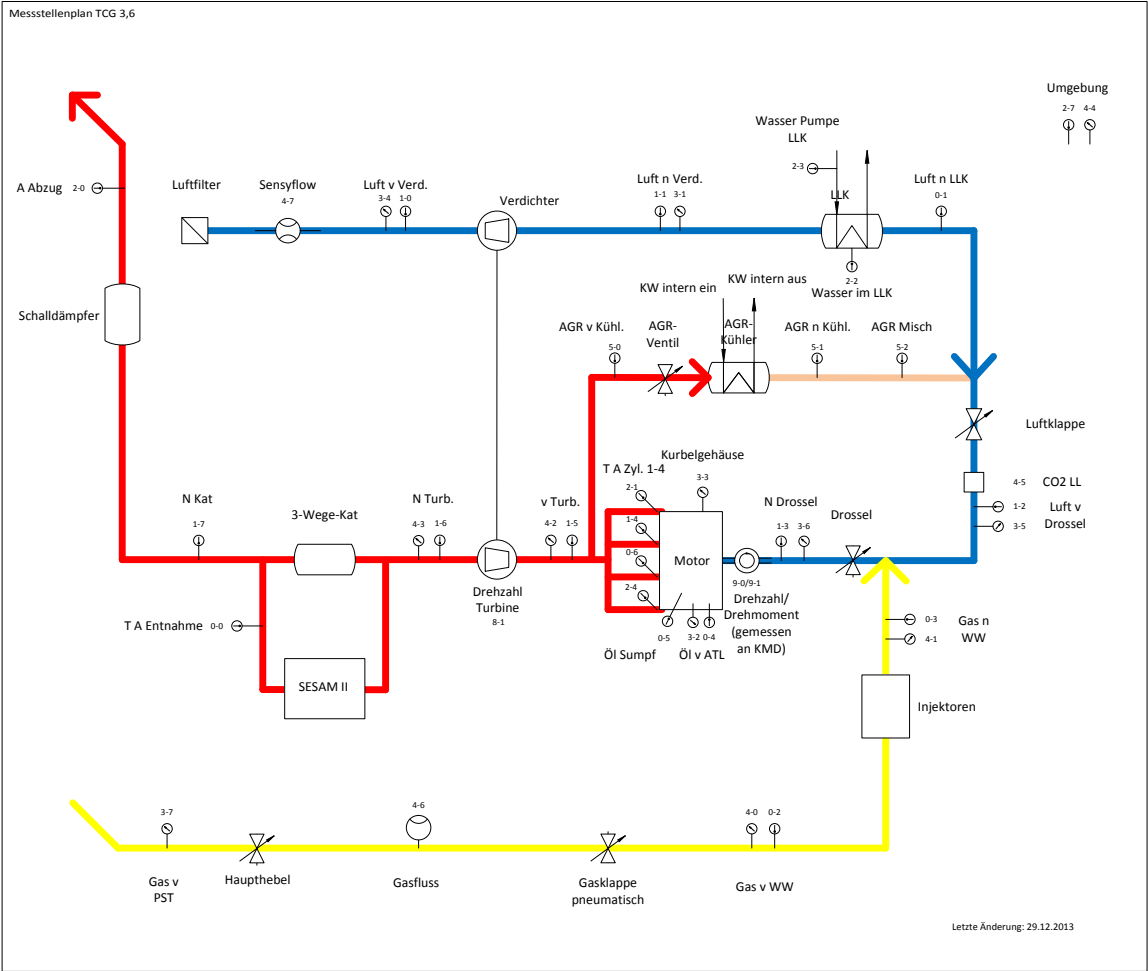 Messstellenplan TCG 3,6
Umgebung
2-7 4-4
Wasser Pumpe
LLK
2-3
A Abzug 2-0
Luftfilter
Sensyflow
4-7
Luft v Verd.
3-4 1-0
Verdichter
Luft n Verd.
1-1 3-1
LLK
Luft n LLK
0-1
2-2
Wasser im LLK
Schalldämpfer
KW intern ein
KW intern aus
AGR v Kühl.
5-0
AGR-
Ventil
AGR-
Kühler
AGR n Kühl.
5-1
AGR Misch
5-2
Luftklappe
4-5 CO2 LL
1-2 Luft v
3-5 Drossel
N Kat
1-7
3-Wege-Kat
N Turb.
4-3 1-6
v Turb.
4-2 1-5
T A Zyl. 1-4
2-1
1-4
0-6
2-4
Kurbelgehäuse
3-3
Motor
N Drossel
1-3 3-6
Drossel
Drehzahl
Turbine
8-1
9-0/9-1
Drehzahl/
Drehmoment
(gemessen
an KMD)
0-5
3-2 0-4
Öl Sumpf
Öl v ATL
T A Entnahme 0-0
SESAM II
0-3 Gas n
4-1 WW
Injektoren
3-7
Gas v
PST
Haupthebel
4-6
Gasfluss
Gasklappe
pneumatisch
4-0 0-2
Gas v WW
Letzte Änderung: 29.12.2013